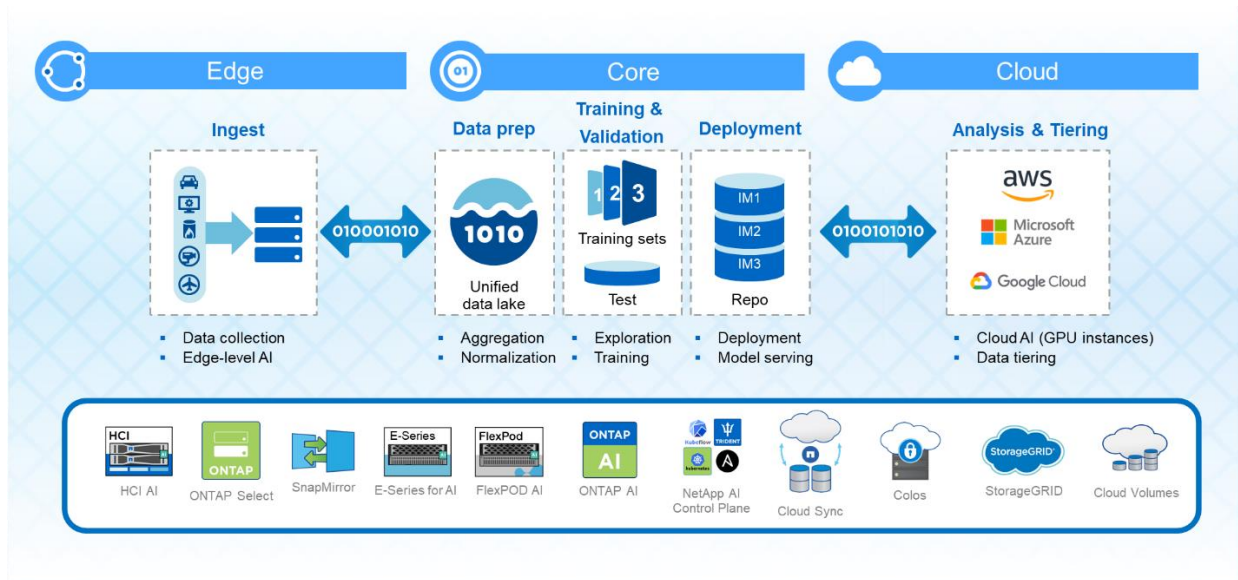 Edge
01
Core
Cloud
Ingest
Data prep
Training &
Validation
Deployment
Analysis & Tiering
010001010
1010
Unified
data lake
1 2 3
Training sets
Test
IM1
IM2
IM3
Repo
0100101010
aws
Microsoft
Azure
Google Cloud
▪ Data collection
▪ Edge-level AI
▪ Aggregation
▪ Normalization
▪ Exploration
▪ Training
▪ Deployment
▪ Model serving
▪ Cloud AI (GPU instances)
▪ Data tiering
HCI
HCI AI
ONTAP
ONTAP Select
SnapMirror
E-Series
E-Series for AI
FlexPod
FlexPOD AI
ONTAP
AI
ONTAP AI
Kubeflow
TRIDENT
kubernetes
A
NetApp AI
Control Plane
Cloud Sync
Colos
StorageGRID
StorageGRID
Cloud Volumes